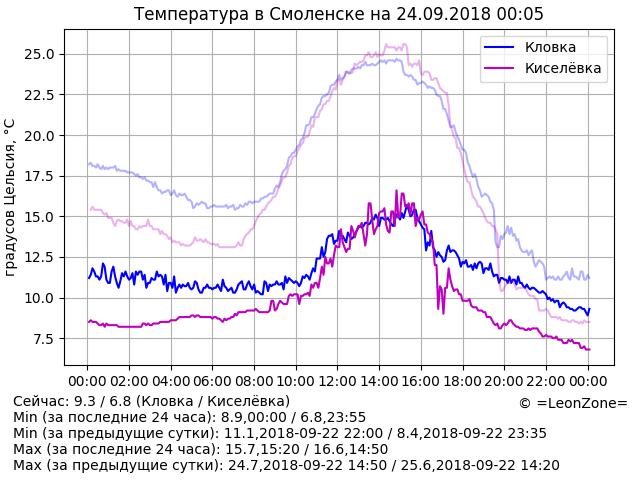 Температура в Смоленске на 24.09.2018 00:05
Кловка
Киселёвка
градусов Цельсия, °C
25.0
22.5
20.0
17.5
15.0
12.5
10.0
7.5
00:00 02:00 04:00 06:00 08:00 10:00 12:00 14:00 16:00 18:00 20:00 22:00 00:00
Сейчас: 9.3 / 6.8 (Кловка / Киселёвка)
© =LeonZone=
Min (за последние 24 часа): 8.9,00:00 / 6.8,23:55
Min (за предыдущие сутки): 11.1,2018-09-22 22:00 / 8.4,2018-09-22 23:35
Max (за последние 24 часа): 15.7,15:20 / 16.6,14:50
Max (за предыдущие сутки): 24.7,2018-09-22 14:50 / 25.6,2018-09-22 14:20